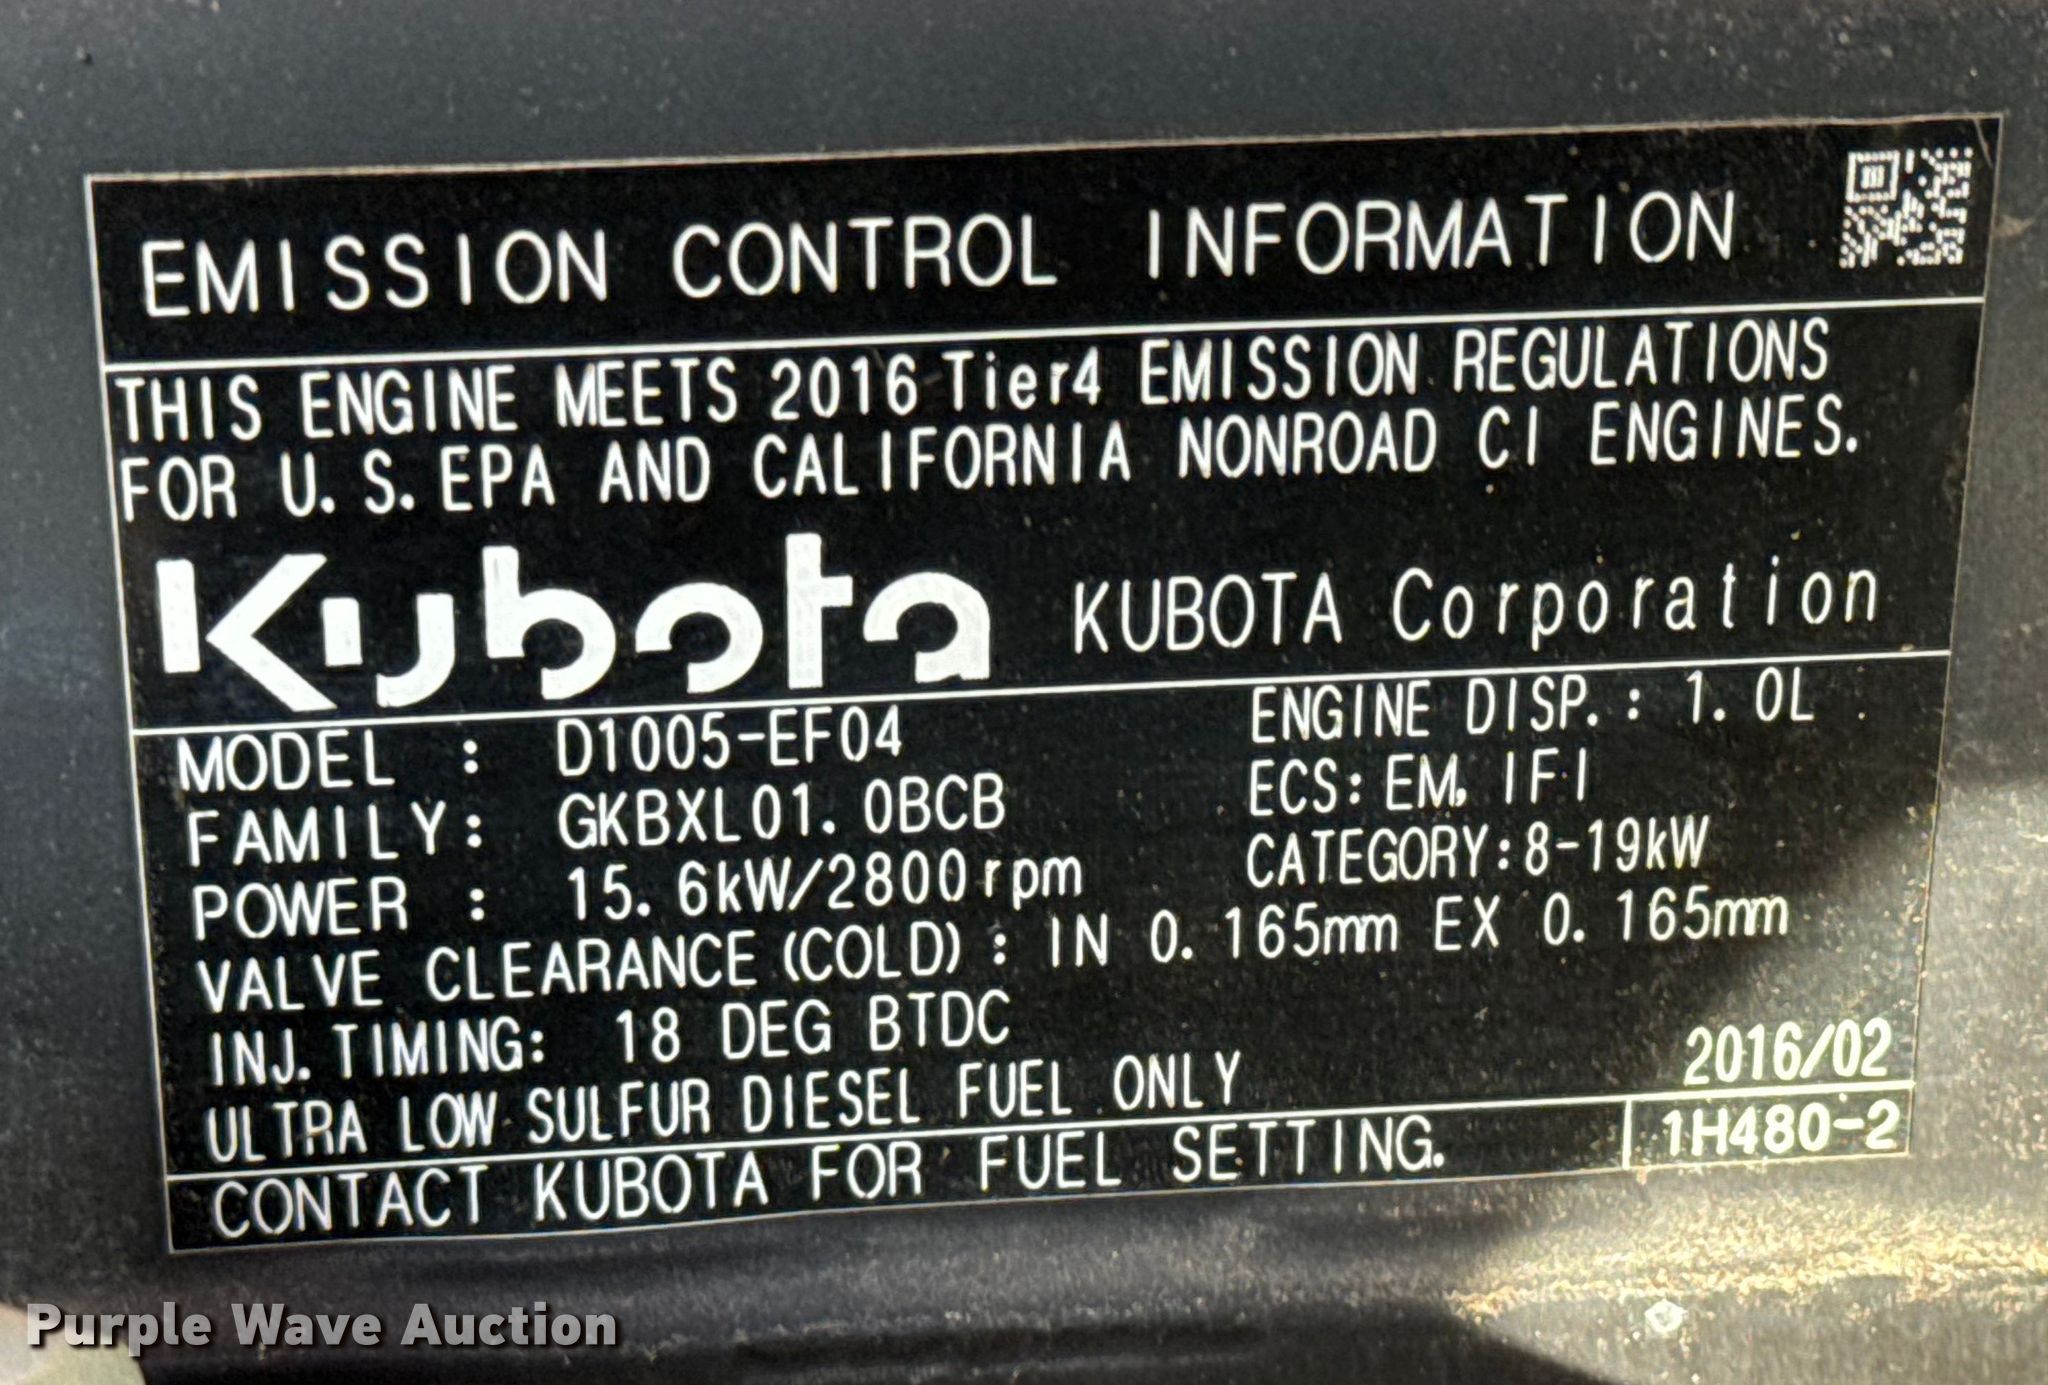 EMISSION CONTROL INFORMATION
THIS ENGINE MEETS 2016 Tier4 EMISSION REGULATIONS
FOR U.S. EPA AND CALIFORNIA NONROAD CI ENGINES.
Kubota KUBOTA Corporation
MODEL : D1005-EF04 ENGINE DISP.: 1.0L
FAMILY: GKBXL01.0BCB ECS: EM, IFI
POWER : 15.6kW/2800rpm CATEGORY:8-19kW
VALVE CLEARANCE (COLD) : IN 0.165mm EX 0.165mm
INJ. TIMING: 18 DEG BTDC
ULTRA LOW SULFUR DIESEL FUEL ONLY 2016/02
CONTACT KUBOTA FOR FUEL SETTING. 1H480-2
Purple Wave Auction